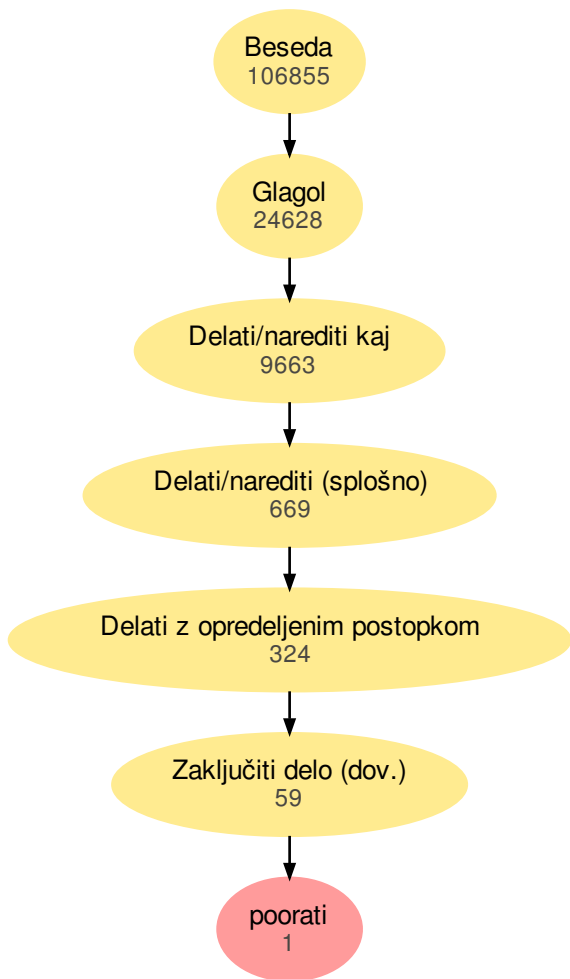 Beseda
106855
Glagol
24628
Delati/narediti kaj
9663
Delati/narediti (splošno)
669
Delati z opredeljenim postopkom
324
Zaključiti delo (dov.)
59
poorati
1